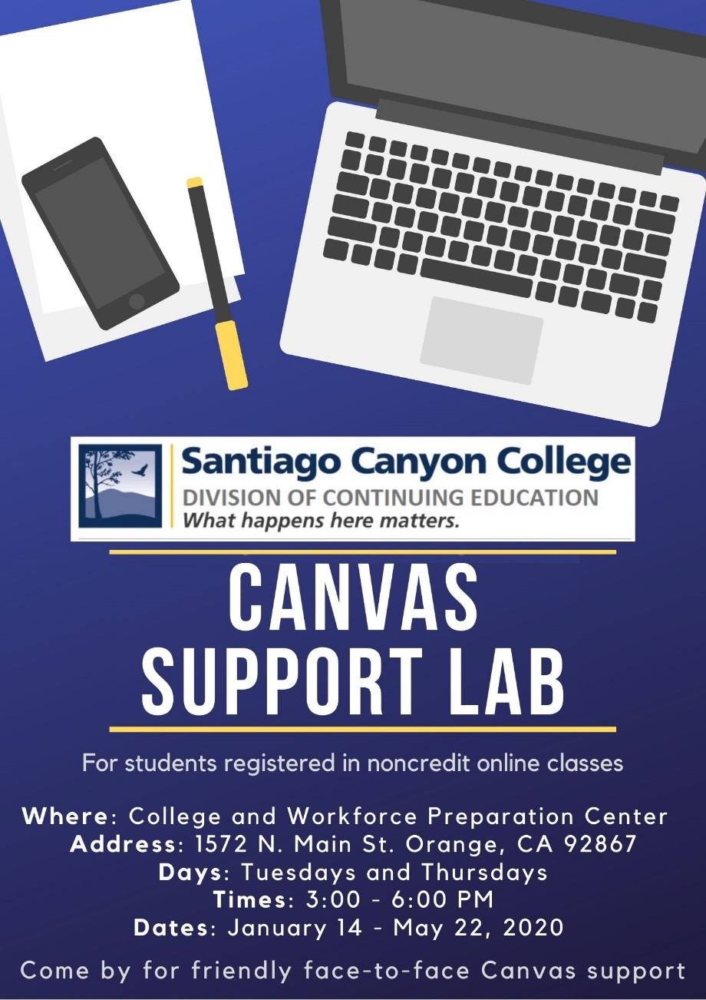 Santiago Canyon College
DIVISION OF CONTINUING EDUCATION
What happens here matters.
CANVAS
SUPPORT LAB
For students registered in noncredit online classes
Where: College and Workforce Preparation Center
Address: 1572 N. Main St. Orange, CA 92867
Days: Tuesdays and Thursdays
Times: 3:00 - 6:00 PM
Dates: January 14 - May 22, 2020
Come by for friendly face-to-face Canvas support